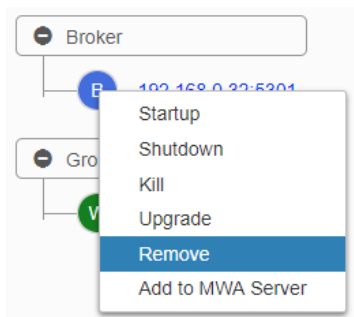 Broker
B 192.168.0.32:5301
Startup
Shutdown
Gro
Kill
W
Upgrade
Remove
Add to MWA Server